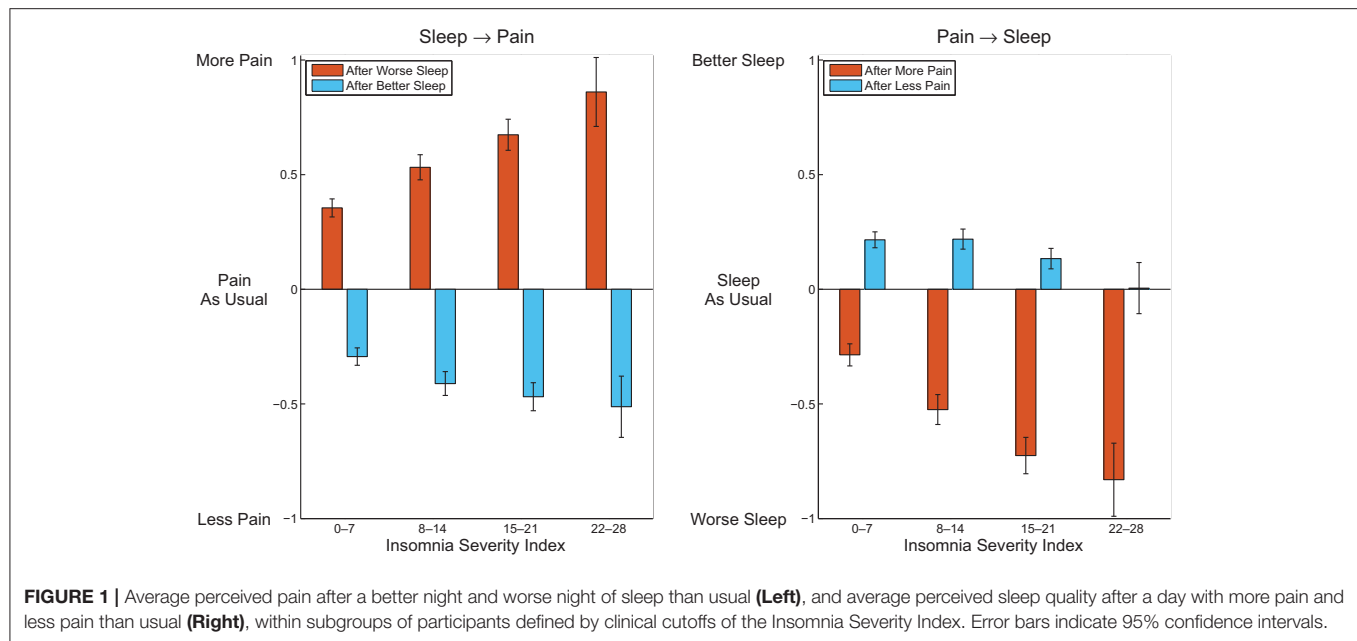 Sleep → Pain
More Pain
1
After Worse Sleep
After Better Sleep
0.5
Pain
As Usual
0
−0.5
Less Pain
−1
0–7 8–14 15–21 22–28
Insomnia Severity Index
Pain → Sleep
Better Sleep
1
After More Pain
After Less Pain
0.5
Sleep
As Usual
0
−0.5
Worse Sleep
−1
0–7 8–14 15–21 22–28
Insomnia Severity Index
FIGURE 1 | Average perceived pain after a better night and worse night of sleep than usual (Left), and average perceived sleep quality after a day with more pain and
less pain than usual (Right), within subgroups of participants defined by clinical cutoffs of the Insomnia Severity Index. Error bars indicate 95% confidence intervals.